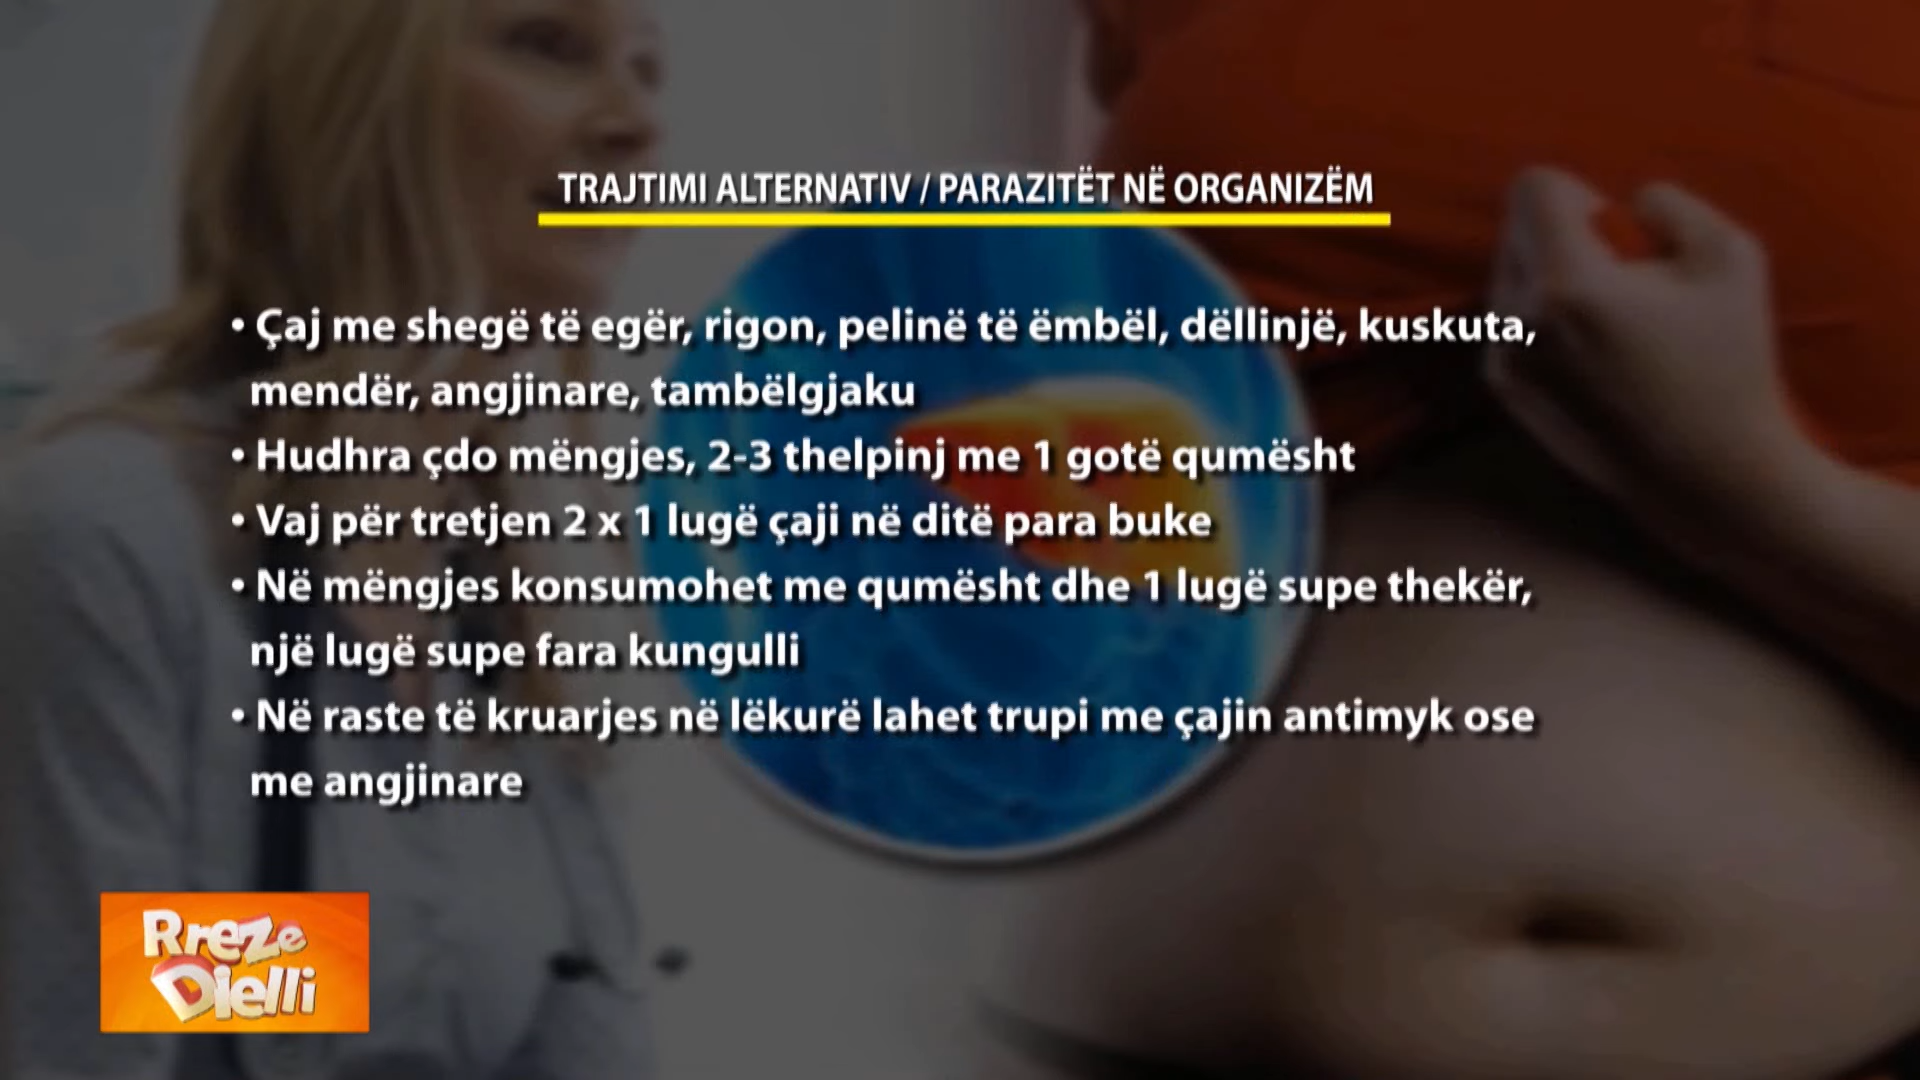 TRAJTIMI ALTERNATIV / PARAZITËT NË ORGANIZËM
• Çaj me shegë të egër, rigon, pelinë të ëmbël, dëllinjë, kuskuta,
mendër, angjinare, tambëlgjaku
• Hudhra çdo mëngjes, 2-3 thelpinj me 1 gotë qumësht
• Vaj për tretjen 2 x 1 lugë çaji në ditë para buke
• Në mëngjes konsumohet me qumësht dhe 1 lugë supe thekër,
një lugë supe fara kungulli
• Në raste të kruarjes në lëkurë lahet trupi me çajin antimyk ose
me angjinare
Rreze
Dielli